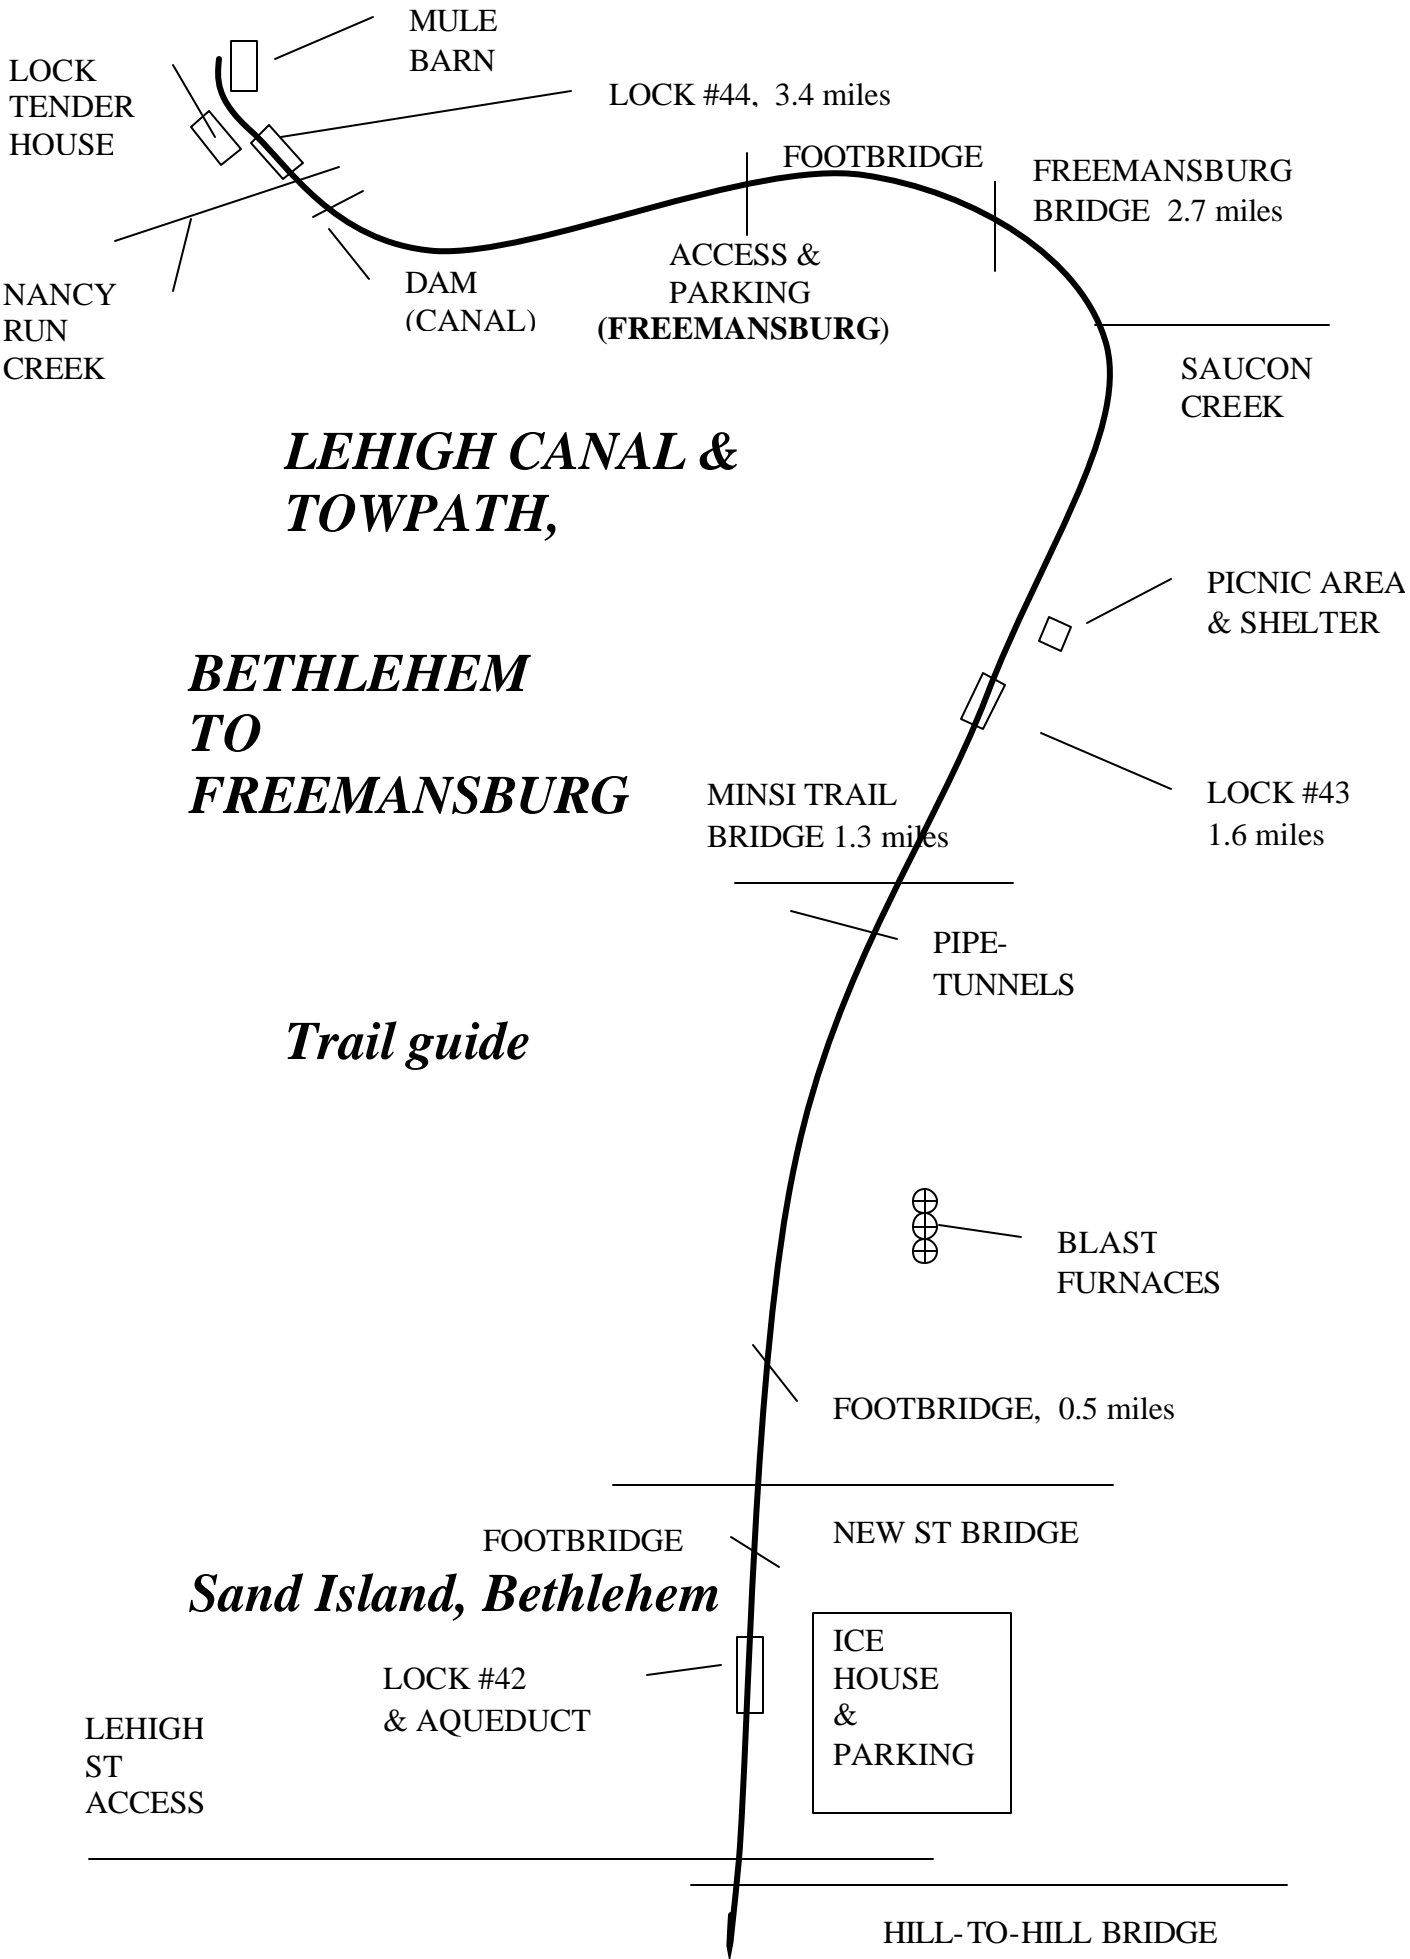 MULE
BARN
LOCK
TENDER
HOUSE
LOCK #44, 3.4 miles
FOOTBRIDGE
FREEMANSBURG
BRIDGE 2.7 miles
ACCESS &
PARKING
(FREEMANSBURG)
DAM
(CANAL)
NANCY
RUN
CREEK
SAUCON
CREEK
LEHIGH CANAL &
TOWPATH,
PICNIC AREA
& SHELTER
BETHLEHEM
TO
FREEMANSBURG
MINSI TRAIL
BRIDGE 1.3 miles
LOCK #43
1.6 miles
PIPE-
TUNNELS
Trail guide
BLAST
FURNACES
FOOTBRIDGE, 0.5 miles
NEW ST BRIDGE
FOOTBRIDGE
Sand Island, Bethlehem
ICE
HOUSE
&
PARKING
LOCK #42
& AQUEDUCT
LEHIGH
ST
ACCESS
HILL-TO-HILL BRIDGE